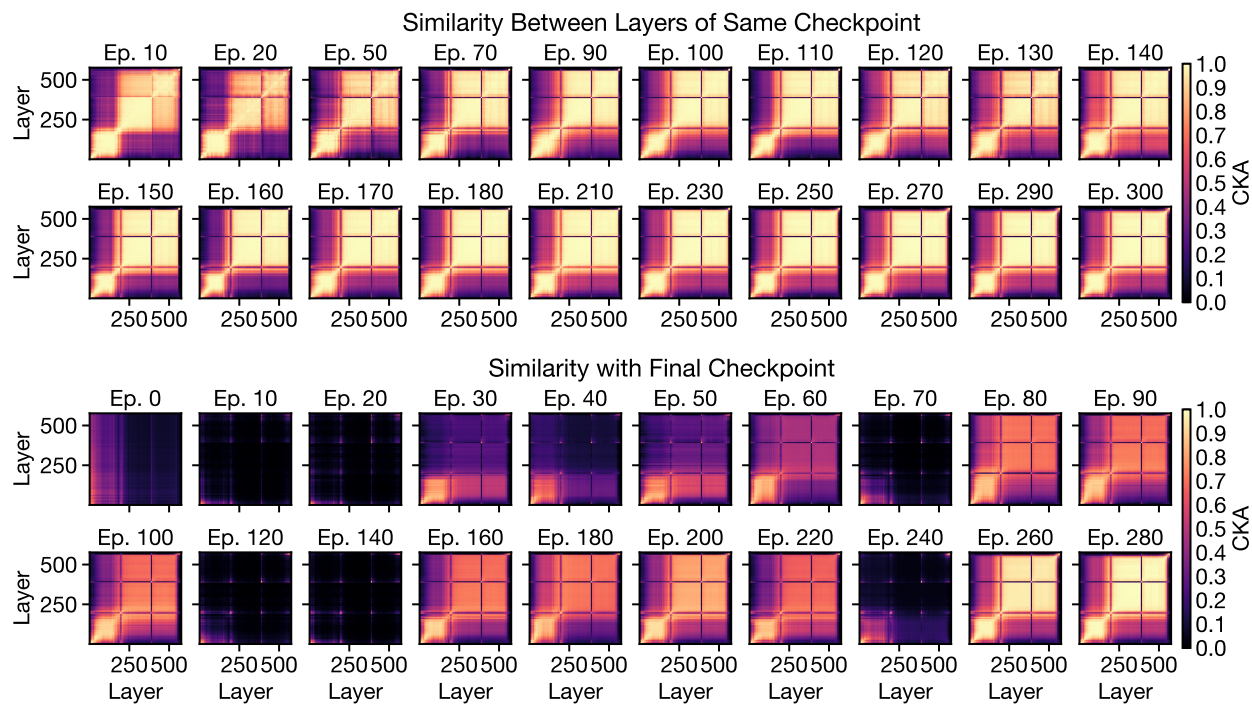 Similarity Between Layers of Same Checkpoint
Ep. 10 Ep. 20 Ep. 50 Ep. 70 Ep. 90 Ep. 100 Ep. 110 Ep. 120 Ep. 130 Ep. 140
Layer 500 250
1.0 0.9 0.8 0.7 0.6 0.5 0.4 0.3 0.2 0.1 0.0
CKA
Ep. 150 Ep. 160 Ep. 170 Ep. 180 Ep. 210 Ep. 230 Ep. 250 Ep. 270 Ep. 290 Ep. 300
Layer 500 250
250 500 250 500 250 500 250 500 250 500 250 500 250 500 250 500 250 500 250 500
Similarity with Final Checkpoint
Ep. 0 Ep. 10 Ep. 20 Ep. 30 Ep. 40 Ep. 50 Ep. 60 Ep. 70 Ep. 80 Ep. 90
Layer 500 250
1.0 0.9 0.8 0.7 0.6 0.5 0.4 0.3 0.2 0.1 0.0
CKA
Ep. 100 Ep. 120 Ep. 140 Ep. 160 Ep. 180 Ep. 200 Ep. 220 Ep. 240 Ep. 260 Ep. 280
Layer 500 250
250 500 250 500 250 500 250 500 250 500 250 500 250 500 250 500 250 500 250 500
Layer Layer Layer Layer Layer Layer Layer Layer Layer Layer